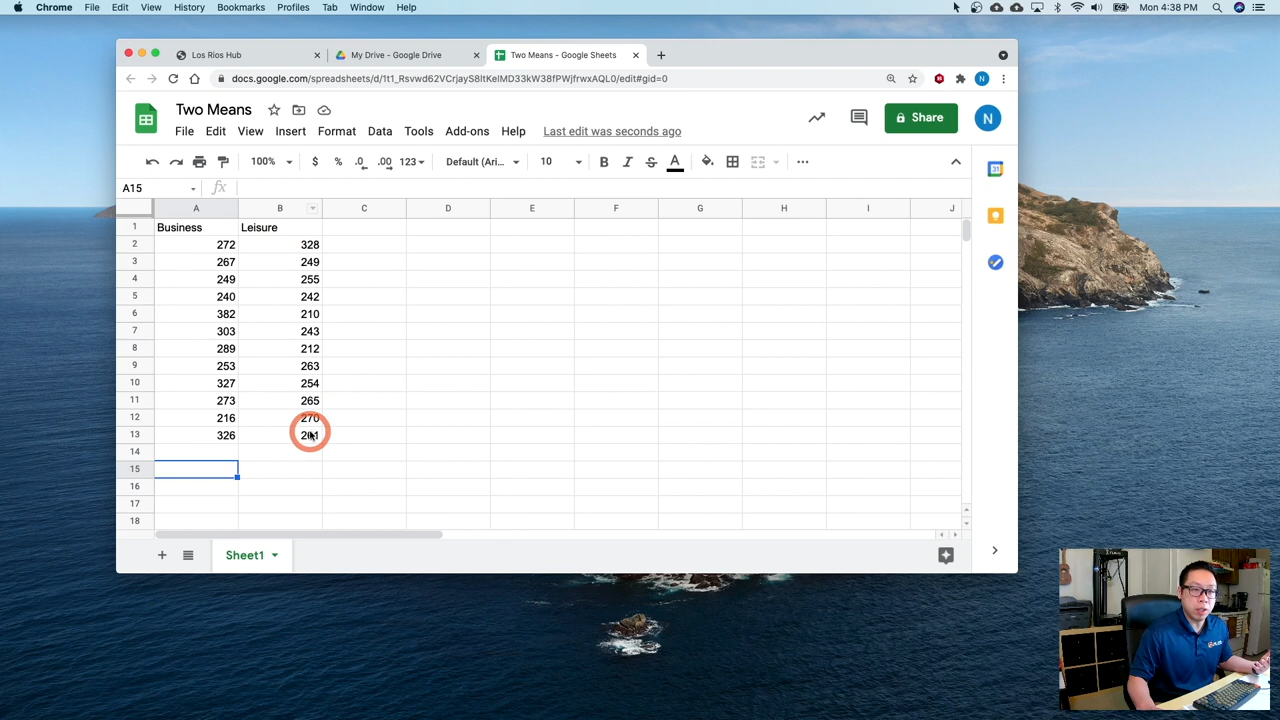 Chrome File Edit View History Bookmarks Profiles Tab Window Help Mon 4:38 PM
Los Rios Hub My Drive - Google Drive Two Means - Google Sheets
docs.google.com/spreadsheets/d/1t1_Rsvwd62VCrjayS8ltKeIMD33kW38fPWjfrwxAQL0/edit#gid=0 N
Two Means
File Edit View Insert Format Data Tools Add-ons Help Last edit was seconds ago Share N
100% $ % .0 .00 123 Default (Ari... 10 B I S A
A15 fx
31
A B C D E F G H I J
1 Business Leisure
2 272 328
3 267 249
4 249 255
5 240 242
6 382 210
7 303 243
8 289 212
9 253 263
10 327 254
11 273 265
12 216 270
13 326
14
15
16
17
18
Sheet1